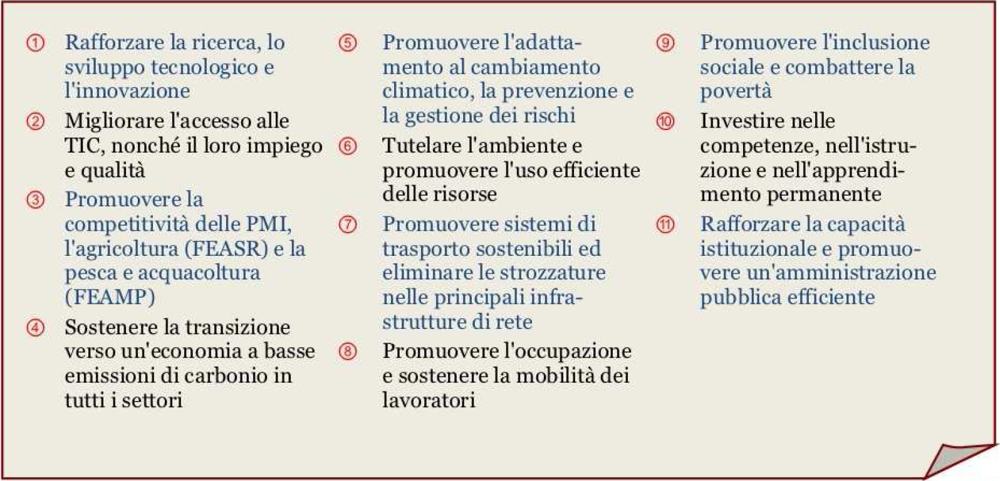 ① Rafforzare la ricerca, lo
sviluppo tecnologico e
l'innovazione
② Migliorare l'accesso alle
TIC, nonché il loro impiego
e qualità
③ Promuovere la
competitività delle PMI,
l'agricoltura (FEASR) e la
pesca e acquacoltura
(FEAMP)
④ Sostenere la transizione
verso un'economia a basse
emissioni di carbonio in
tutti i settori
⑤ Promuovere l'adatta-
mento al cambiamento
climatico, la prevenzione e
la gestione dei rischi
⑥ Tutelare l'ambiente e
promuovere l'uso efficiente
delle risorse
⑦ Promuovere sistemi di
trasporto sostenibili ed
eliminare le strozzature
nelle principali infra-
strutture di rete
⑧ Promuovere l'occupazione
e sostenere la mobilità dei
lavoratori
⑨ Promuovere l'inclusione
sociale e combattere la
povertà
⑩ Investire nelle
competenze, nell'istru-
zione e nell'apprendi-
mento permanente
⑪ Rafforzare la capacità
istituzionale e promuo-
vere un'amministrazione
pubblica efficiente